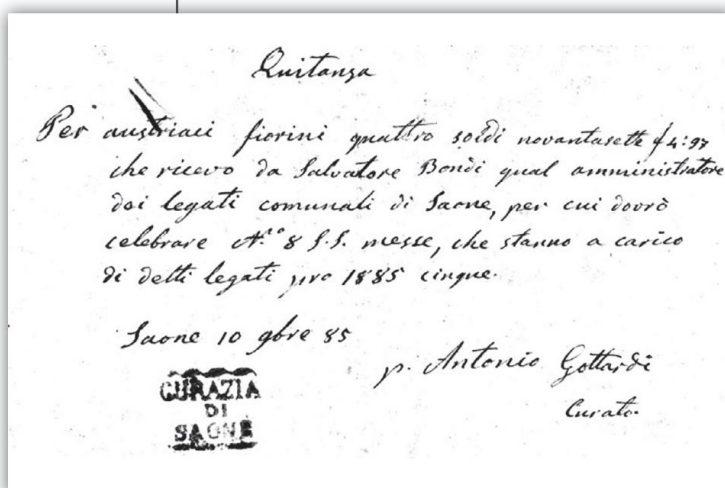 Quitanza
Per austriaci fiorini quattro soldi novantasette f 4:97
che ricevo da Salvatore Bondi qual amministratore
dei legati comunali di Saone, per cui dovrò
celebrare N.o 8 S.S. messe, che stanno a carico
di detti legati pro 1885 cinque.
Saone 10 9bre 85
p. Antonio Gottardi
Curato.
CURAZIA
DI
SAONE